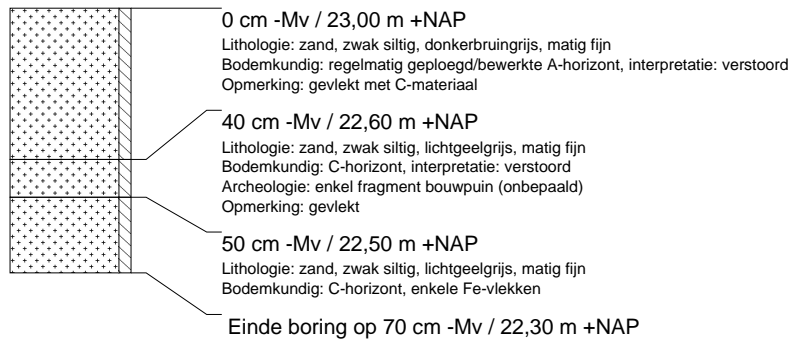 0 cm -Mv / 23,00 m +NAP
Lithologie: zand, zwak siltig, donkerbruingrijs, matig fijn
Bodemkundig: regelmatig geploegd/bewerkte A-horizont, interpretatie: verstoord
Opmerking: gevlekt met C-materiaal
40 cm -Mv / 22,60 m +NAP
Lithologie: zand, zwak siltig, lichtgeelgrijs, matig fijn
Bodemkundig: C-horizont, interpretatie: verstoord
Archeologie: enkel fragment bouwpuin (onbepaald)
Opmerking: gevlekt
50 cm -Mv / 22,50 m +NAP
Lithologie: zand, zwak siltig, lichtgeelgrijs, matig fijn
Bodemkundig: C-horizont, enkele Fe-vlekken
Einde boring op 70 cm -Mv / 22,30 m +NAP